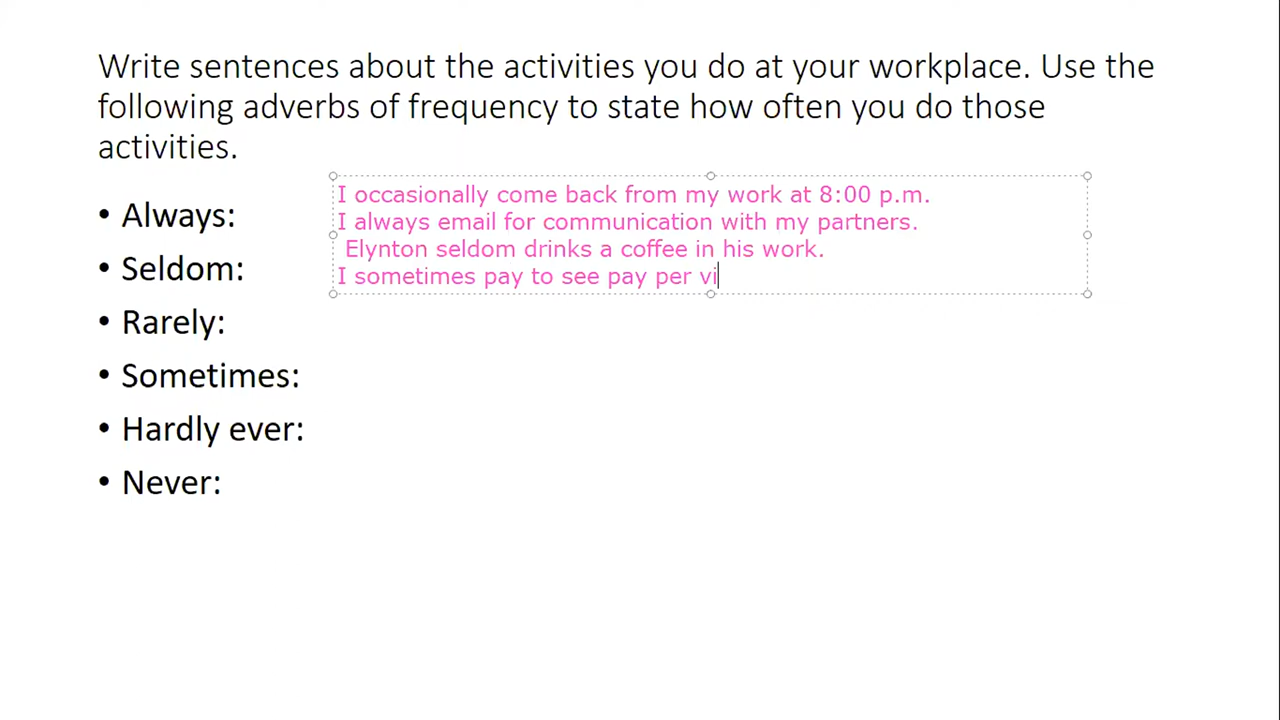 Write sentences about the activities you do at your workplace. Use the
following adverbs of frequency to state how often you do those
activities.
I occasionally come back from my work at 8:00 p.m.
I always email for communication with my partners.
Elynton seldom drinks a coffee in his work.
I sometimes pay to see pay per vi
• Always:
• Seldom:
• Rarely:
• Sometimes:
• Hardly ever:
• Never: